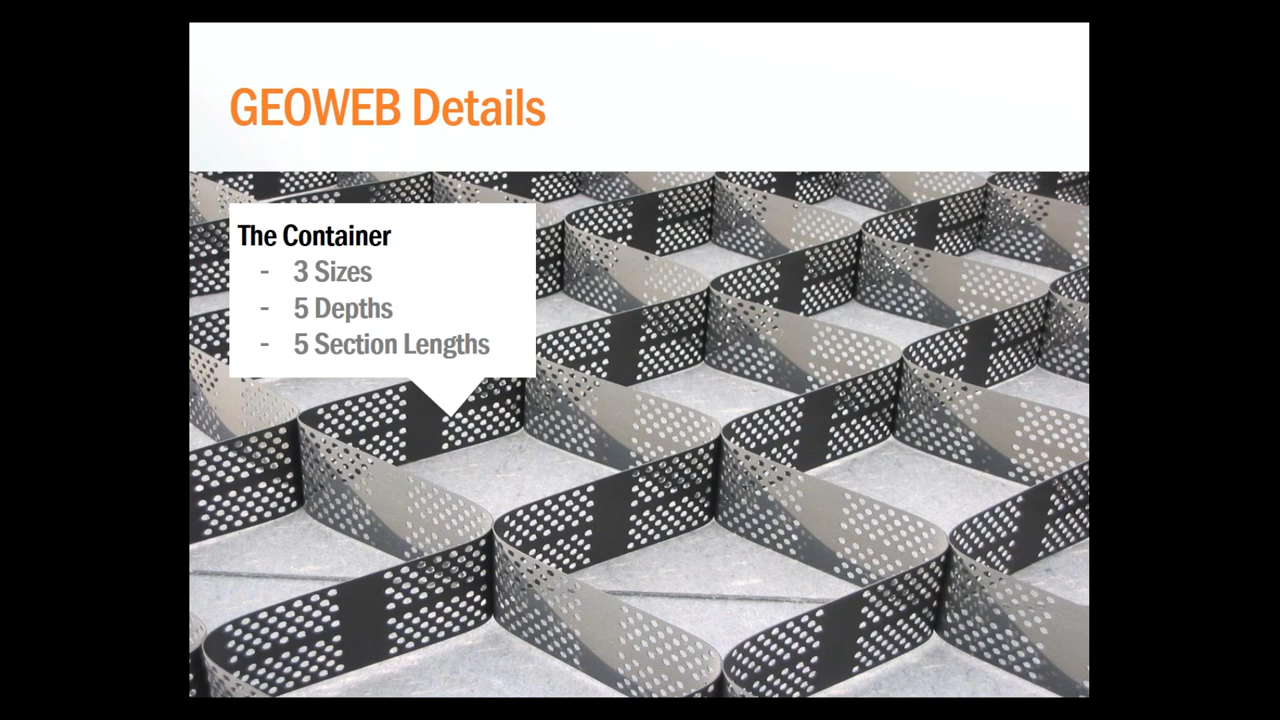 GEOWEB Details
The Container
- 3 Sizes
- 5 Depths
- 5 Section Lengths